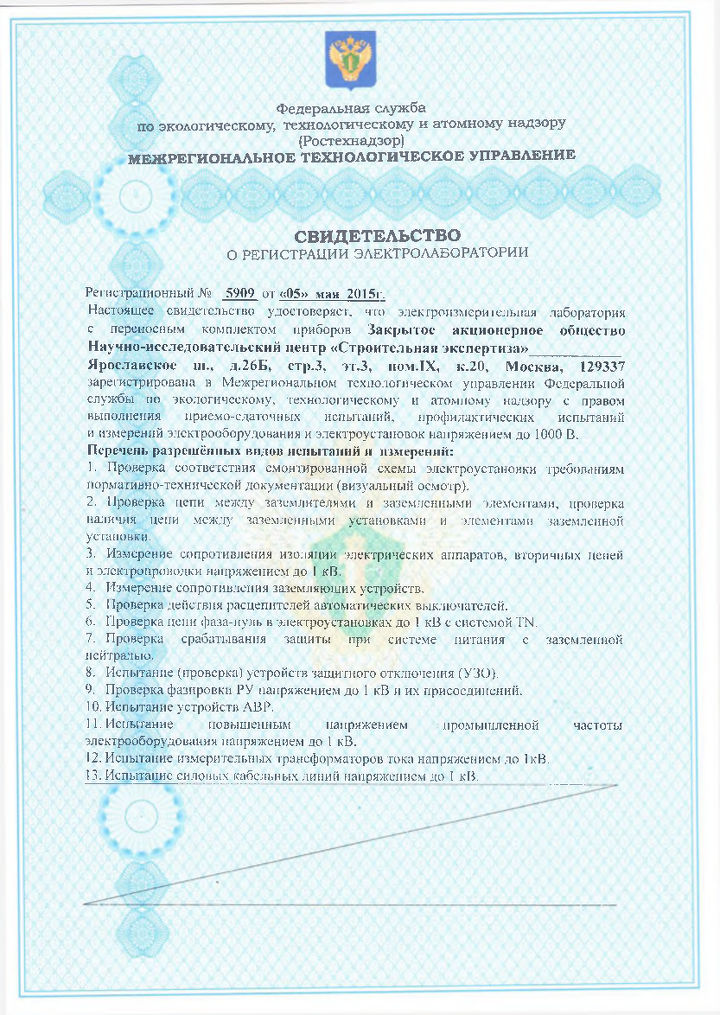 Федеральная служба
по экологическому, технологическому и атомному надзору
(Ростехнадзор)
МЕЖРЕГИОНАЛЬНОЕ ТЕХНОЛОГИЧЕСКОЕ УПРАВЛЕНИЕ
СВИДЕТЕЛЬСТВО
О РЕГИСТРАЦИИ ЭЛЕКТРОЛАБОРАТОРИИ
Регистрационный № 5909 от «05» мая 2015г.
Настоящее свидетельство удостоверяет, что электроизмерительная лаборатория
с переносным комплектом приборов Закрытое акционерное общество
Научно-исследовательский центр «Строительная экспертиза»
Ярославское ш., д.26Б, стр.3, эт.3, пом.IX, к.20, Москва, 129337
зарегистрирована в Межрегиональном технологическом управлении Федеральной
службы по экологическому, технологическому и атомному надзору с правом
выполнения приемо-сдаточных испытаний, профилактических испытаний
и измерений электрооборудования и электроустановок напряжением до 1000 В.
Перечень разрешённых видов испытаний и измерений:
1. Проверка соответствия смонтированной схемы электроустановки требованиям
нормативно-технической документации (визуальный осмотр).
2. Проверка цепи между заземлителями и заземленными элементами, проверка
наличия цепи между заземленными установками и элементами заземленной
установки.
3. Измерение сопротивления изоляции электрических аппаратов, вторичных цепей
и электропроводки напряжением до 1 кВ.
4. Измерение сопротивления заземляющих устройств.
5. Проверка действия расцепителей автоматических выключателей.
6. Проверка цепи фаза-нуль в электроустановках до 1 кВ с системой TN.
7. Проверка срабатывания защиты при системе питания с заземленной
нейтралью.
8. Испытание (проверка) устройств защитного отключения (УЗО).
9. Проверка фазировки РУ напряжением до 1 кВ и их присоединений.
10. Испытание устройств АВР.
11. Испытание повышенным напряжением промышленной частоты
электрооборудования напряжением до 1 кВ.
12. Испытание измерительных трансформаторов тока напряжением до 1кВ.
13. Испытание силовых кабельных линий напряжением до 1 кВ.